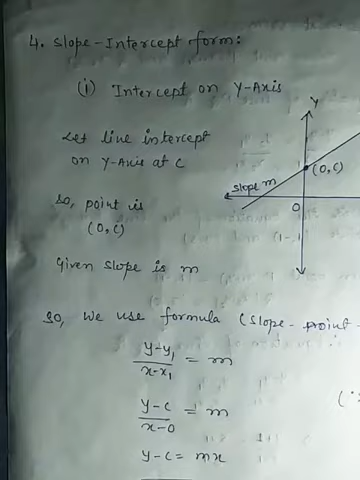 4. Slope-Intercept form:
(i) Intercept on Y-Axis
Let line intercept
on Y-Axis at C
So, point is
(0,C)
Given slope is m
Y
(0,C)
slope m
O
So, We use formula (Slope-point-
y-y₁/x-x₁ = m
y-c/x-0 = m
(∵
y-c = mx